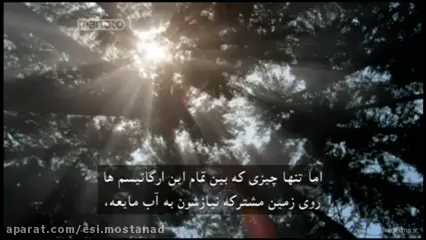 اما تنها چیزی که بین تمام این ارگانیسم ها
روی زمین مشترکه نیازشون به آب مایعه،
aparat.com/esi.mostanad